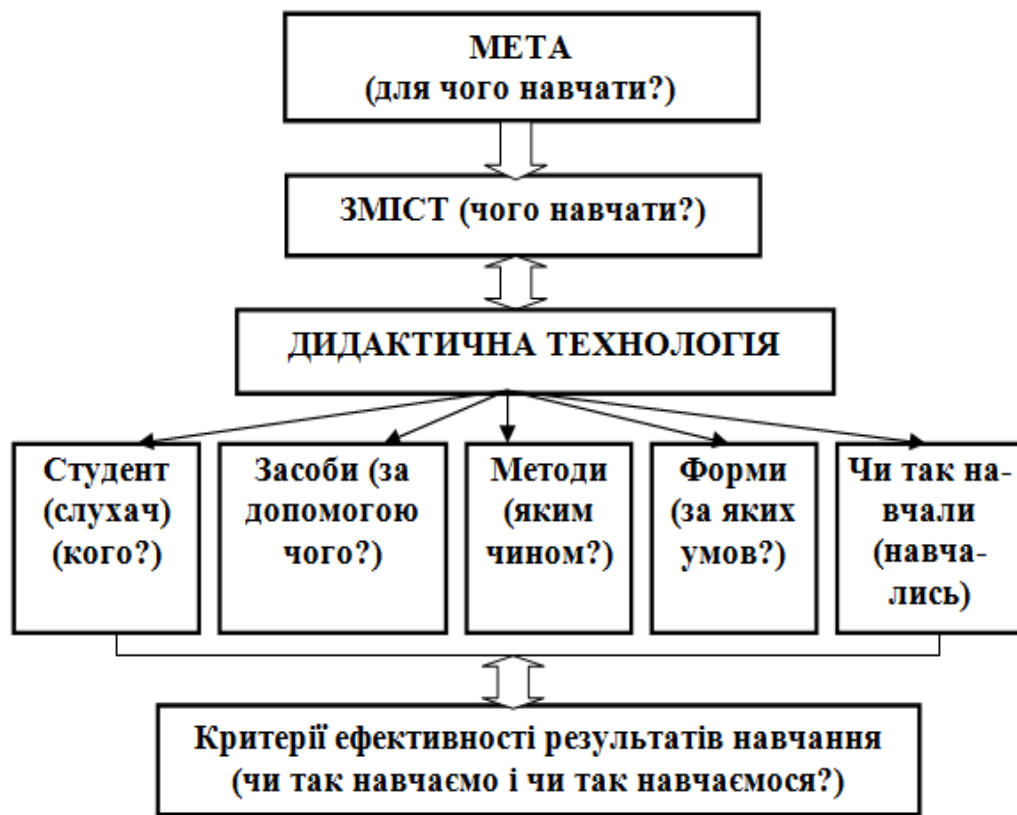 МЕТА
(для чого навчати?)
ЗМІСТ (чого навчати?)
ДИДАКТИЧНА ТЕХНОЛОГІЯ
Студент
(слухач)
(кого?)
Засоби (за
допомогою
чого?)
Методи
(яким
чином?)
Форми
(за яких
умов?)
Чи так на-
вчали
(навча-
лись)
Критерії ефективності результатів навчання
(чи так навчаємо і чи так навчаємося?)